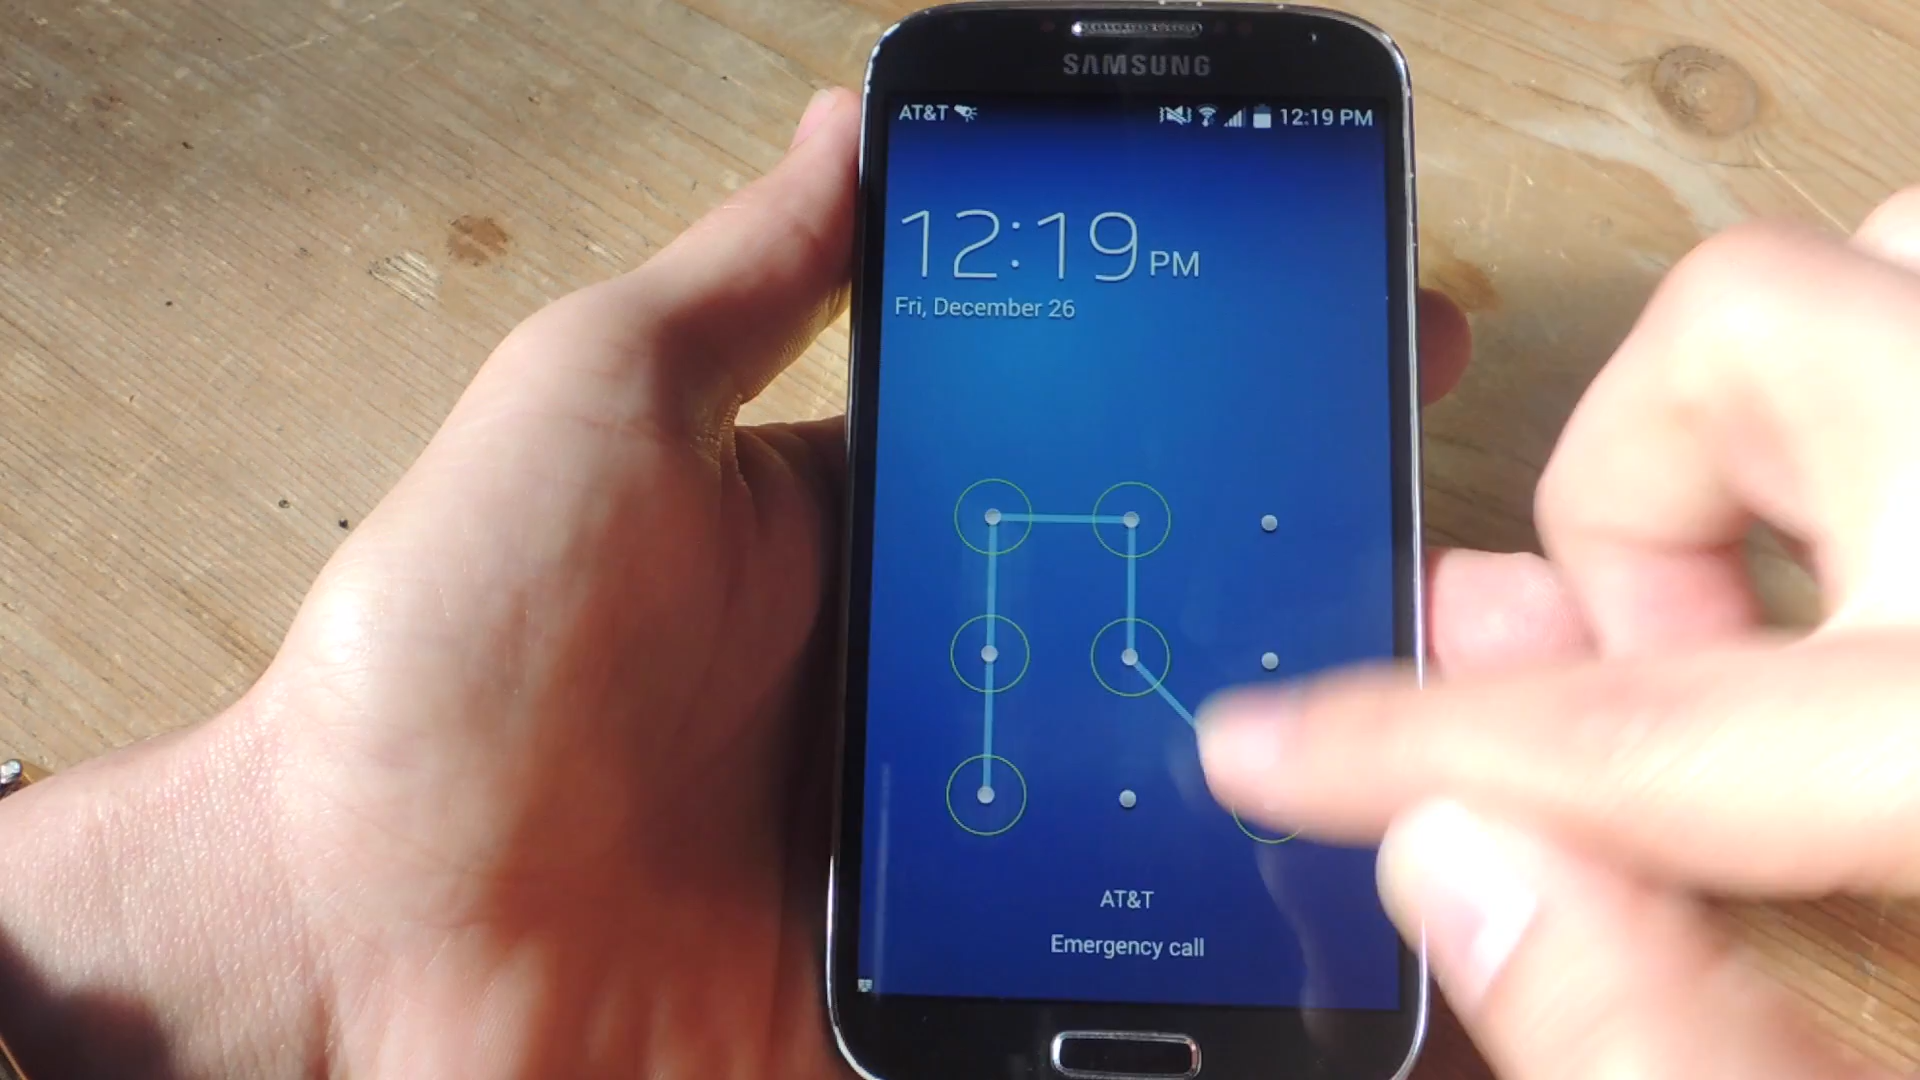 SAMSUNG
AT&T 12:19 PM
12:19 PM
Fri, December 26
AT&T
Emergency call